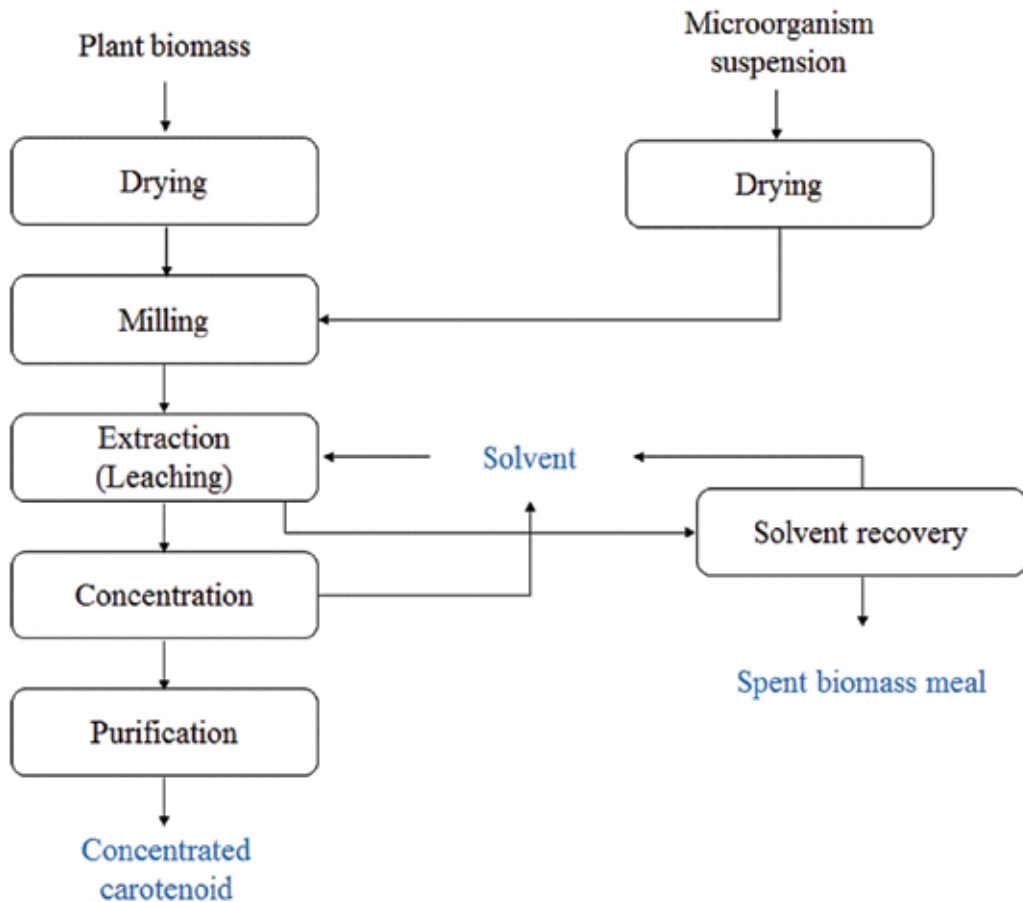 Plant biomass
Microorganism
suspension
Drying
Drying
Milling
Extraction
(Leaching)
Solvent
Solvent recovery
Concentration
Spent biomass meal
Purification
Concentrated
carotenoid